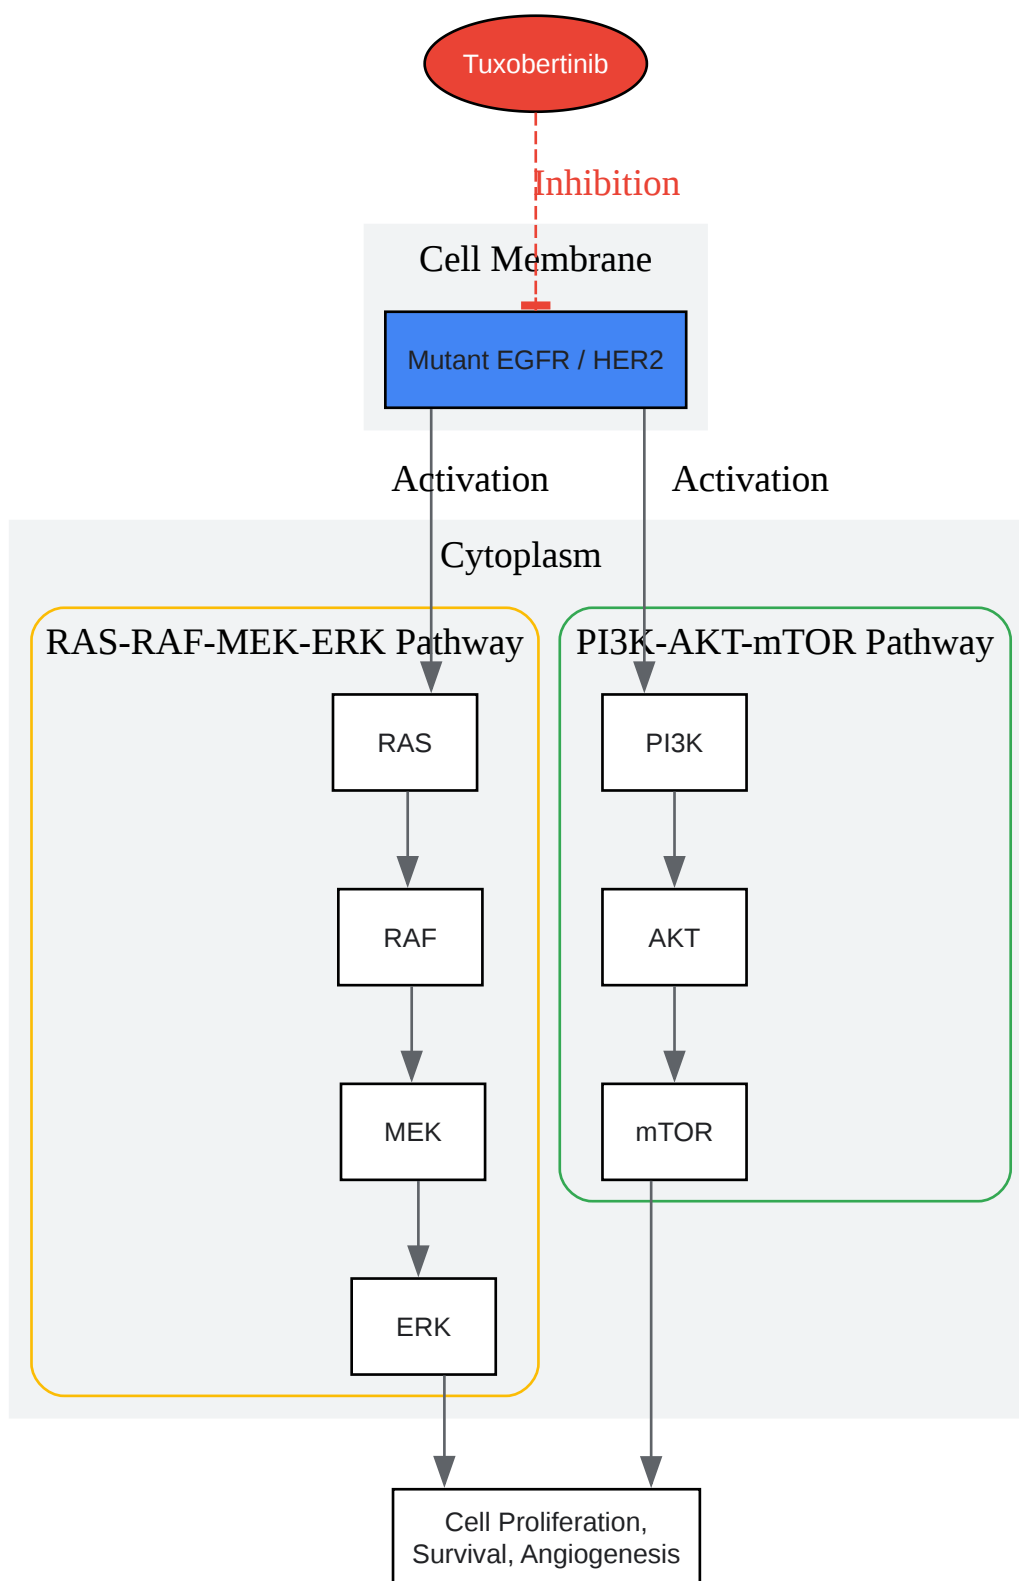 Tuxobertinib
Inhibition
Cell Membrane
Mutant EGFR / HER2
Activation
Activation
Cytoplasm
RAS-RAF-MEK-ERK Pathway
PI3K-AKT-mTOR Pathway
RAS
PI3K
RAF
AKT
MEK
mTOR
ERK
Cell Proliferation,
Survival, Angiogenesis